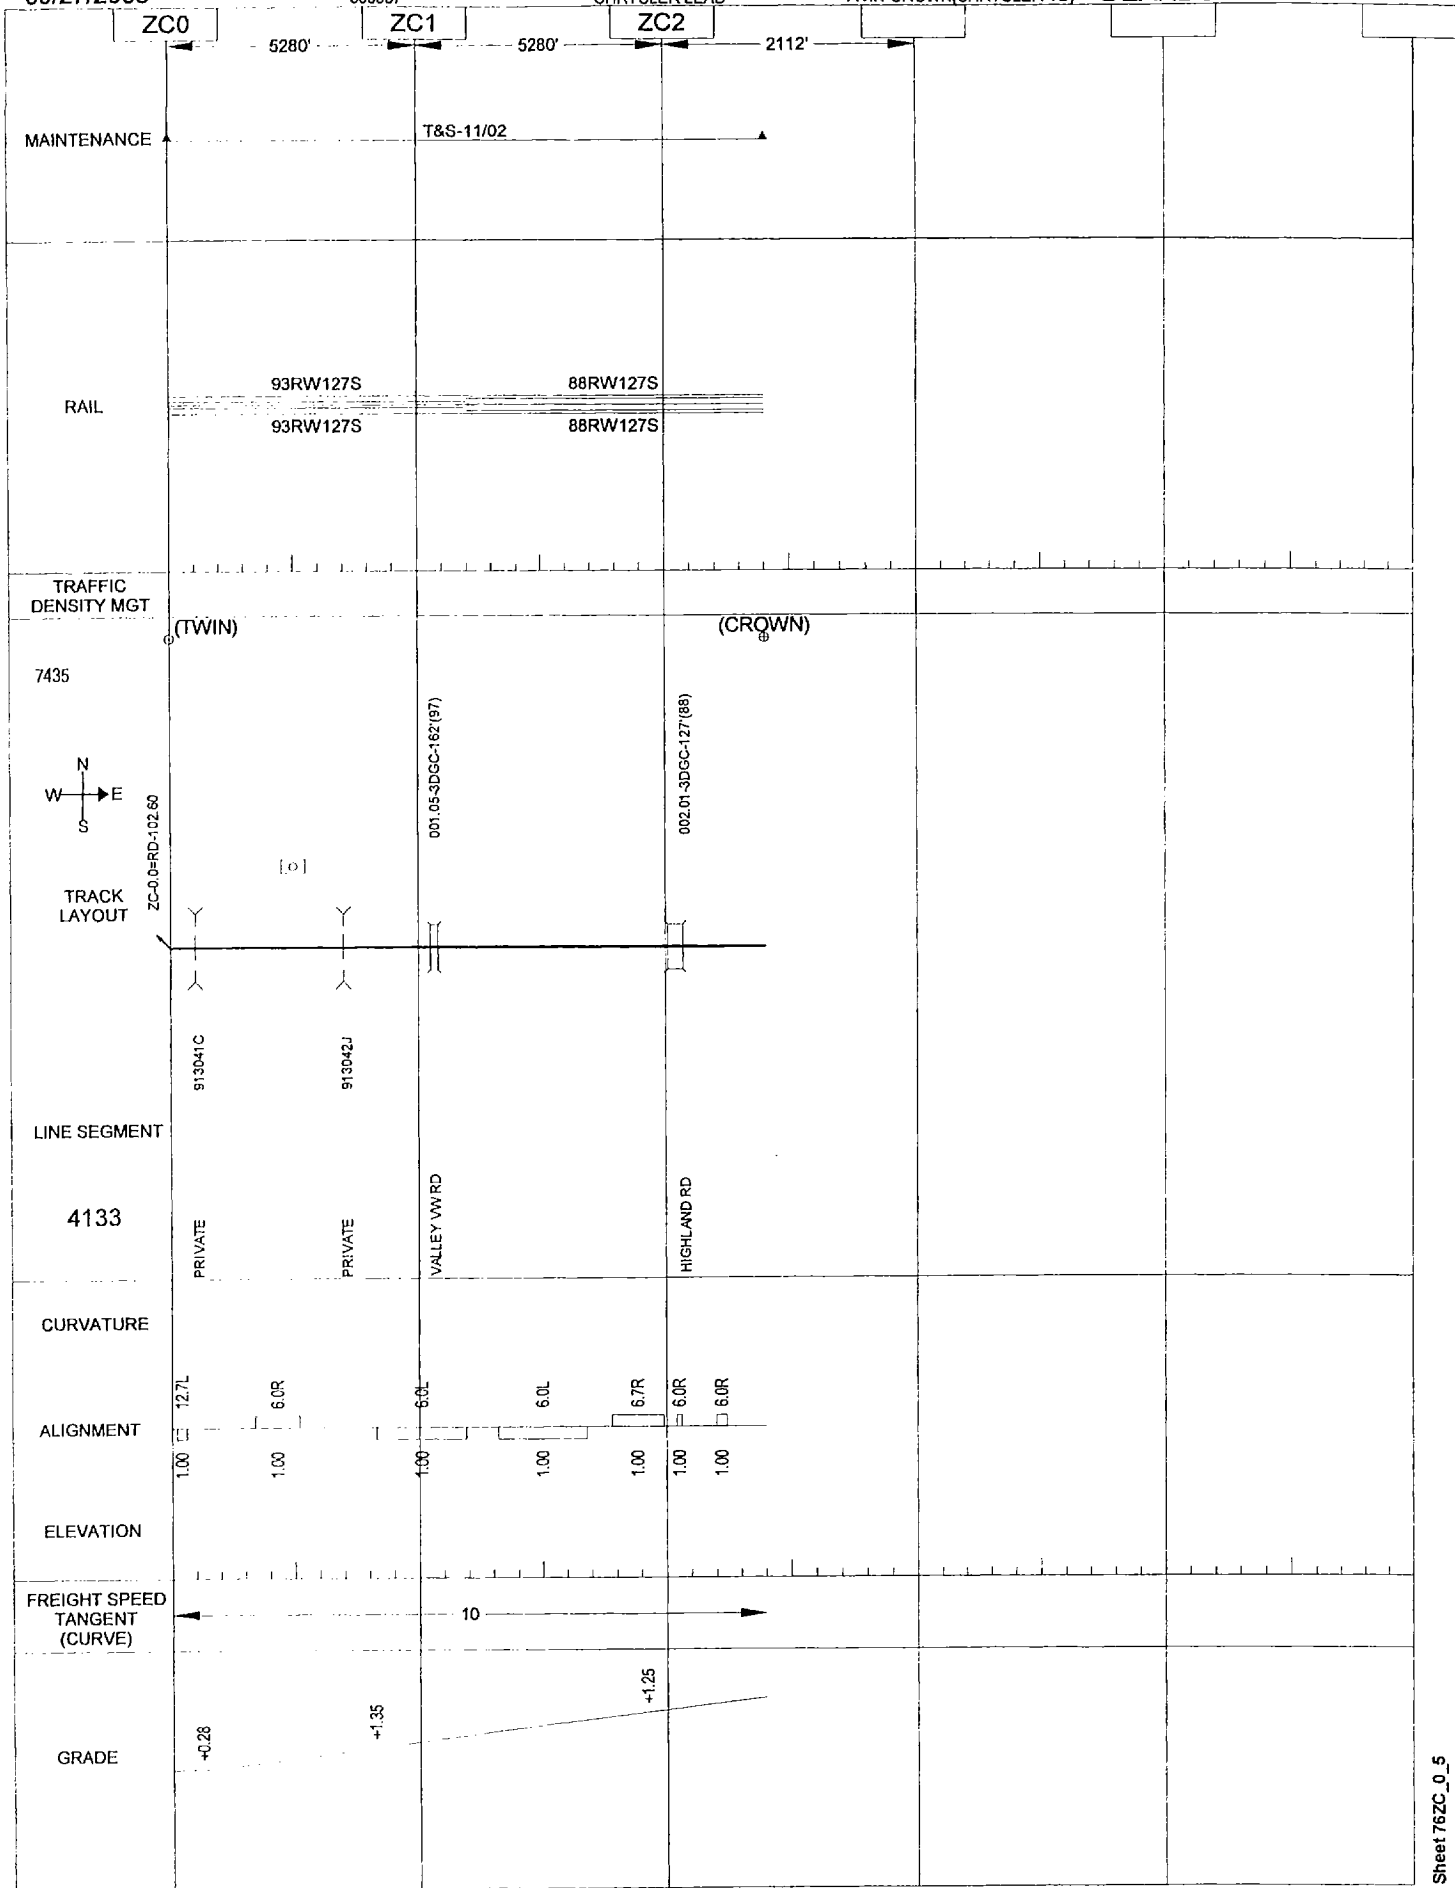 ZC0
ZC1
ZC2
5280'
5280'
2112'
MAINTENANCE
T&S-11/02
RAIL
93RW127S
88RW127S
93RW127S
88RW127S
TRAFFIC
DENSITY MGT
(TWIN)
(CROWN)
7435
N
W
E
S
ZC-0.0=RD-102.60
001.05-3DGC-162'(97)
002.01-3DGC-127'(88)
[o]
TRACK
LAYOUT
913041C
913042J
LINE SEGMENT
4133
PRIVATE
PRIVATE
VALLEY VW RD
HIGHLAND RD
CURVATURE
12.7L
6.0R
6.0L
6.0L
6.7R
6.0R
6.0R
ALIGNMENT
1.00
1.00
1.00
1.00
1.00
1.00
1.00
ELEVATION
FREIGHT SPEED
TANGENT
(CURVE)
10
GRADE
+0.28
+1.35
+1.25
Sheet 76ZC_0_5